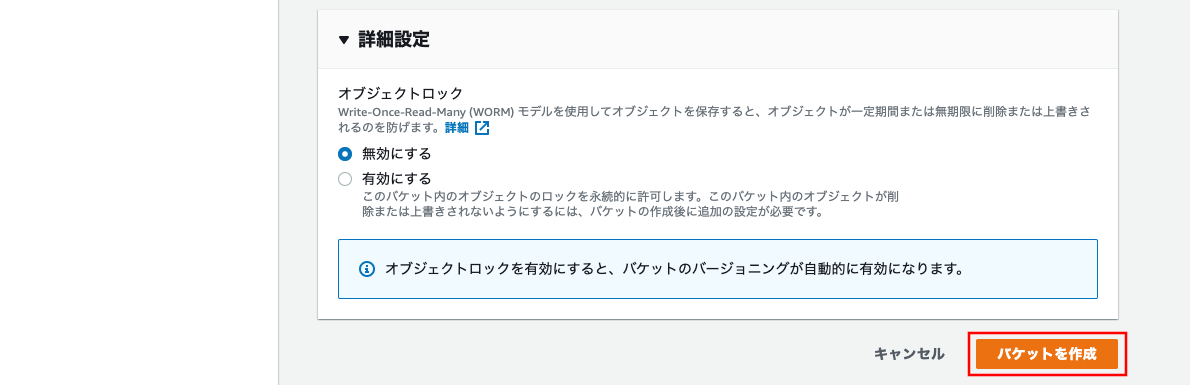 ▼ 詳細設定
オブジェクトロック
Write-Once-Read-Many (WORM) モデルを使用してオブジェクトを保存すると、オブジェクトが一定期間または無期限に削除または上書きさ
れるのを防げます。詳細
無効にする
有効にする
このバケット内のオブジェクトのロックを永続的に許可します。このバケット内のオブジェクトが削
除または上書きされないようにするには、バケットの作成後に追加の設定が必要です。
オブジェクトロックを有効にすると、バケットのバージョニングが自動的に有効になります。
キャンセル
バケットを作成